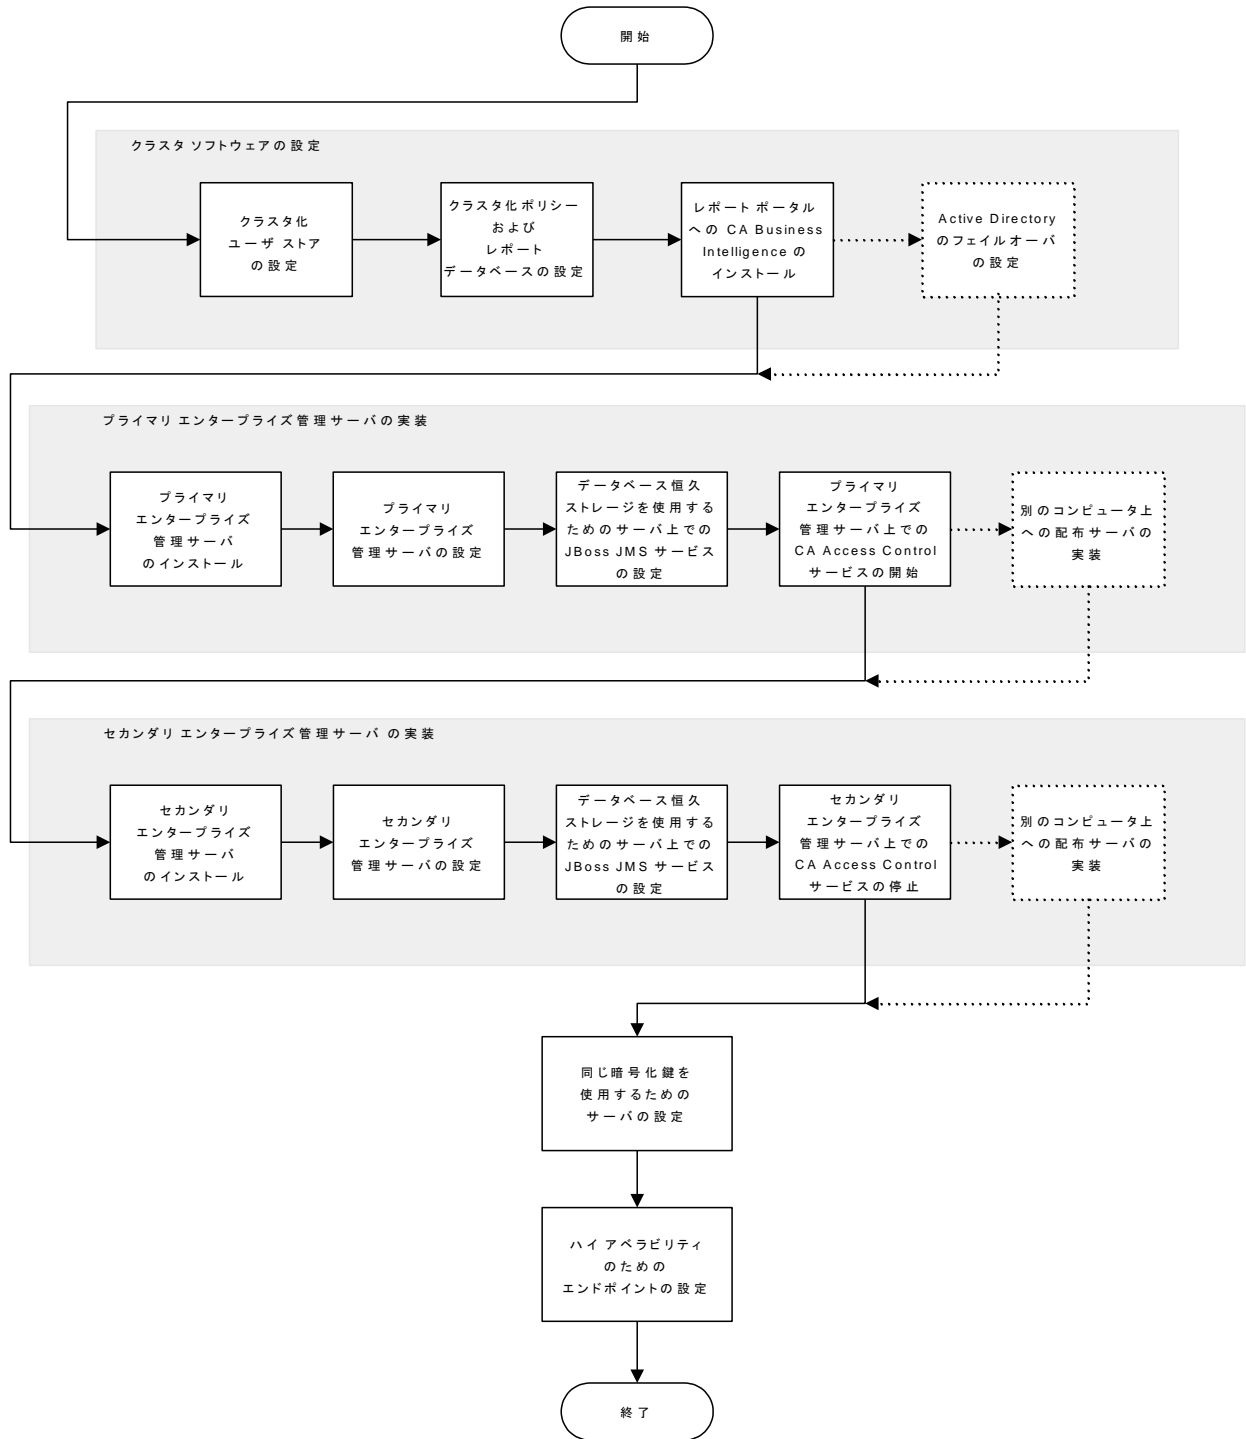 開始
クラスタ ソフトウェアの設定
クラスタ化
ユーザ ストア
の設定
クラスタ化 ポリシー
および
レポート
データベースの設定
レポート ポータル
への CA Business
Intelligence の
インストール
Active Directory
のフェイルオーバ
の設定
プライマリ エンタープライズ管理サーバの実装
プライマリ
エンタープライズ
管理サーバ
のインストール
プライマリ
エンタープライズ
管理サーバの設定
データベース恒久
ストレージを使用する
ためのサーバ上での
JBoss JMS サービス
の設定
プライマリ
エンタープライズ
管理サーバ上での
CA Access Control
サービスの開始
別のコンピュータ上
への配布サーバの
実装
セカンダリ エンタープライズ管理サーバ の実装
セカンダリ
エンタープライズ
管理サーバ
のインストール
セカンダリ
エンタープライズ
管理サーバの設定
データベース恒久
ストレージを使用する
ためのサーバ上での
JBoss JMS サービス
の設定
セカンダリ
エンタープライズ
管理サーバ上での
CA Access Control
サービスの停止
別のコンピュータ上
への配布サーバの
実装
同じ暗号化鍵を
使用するための
サーバの設定
ハイ アベラビリティ
のための
エンドポイントの設定
終了